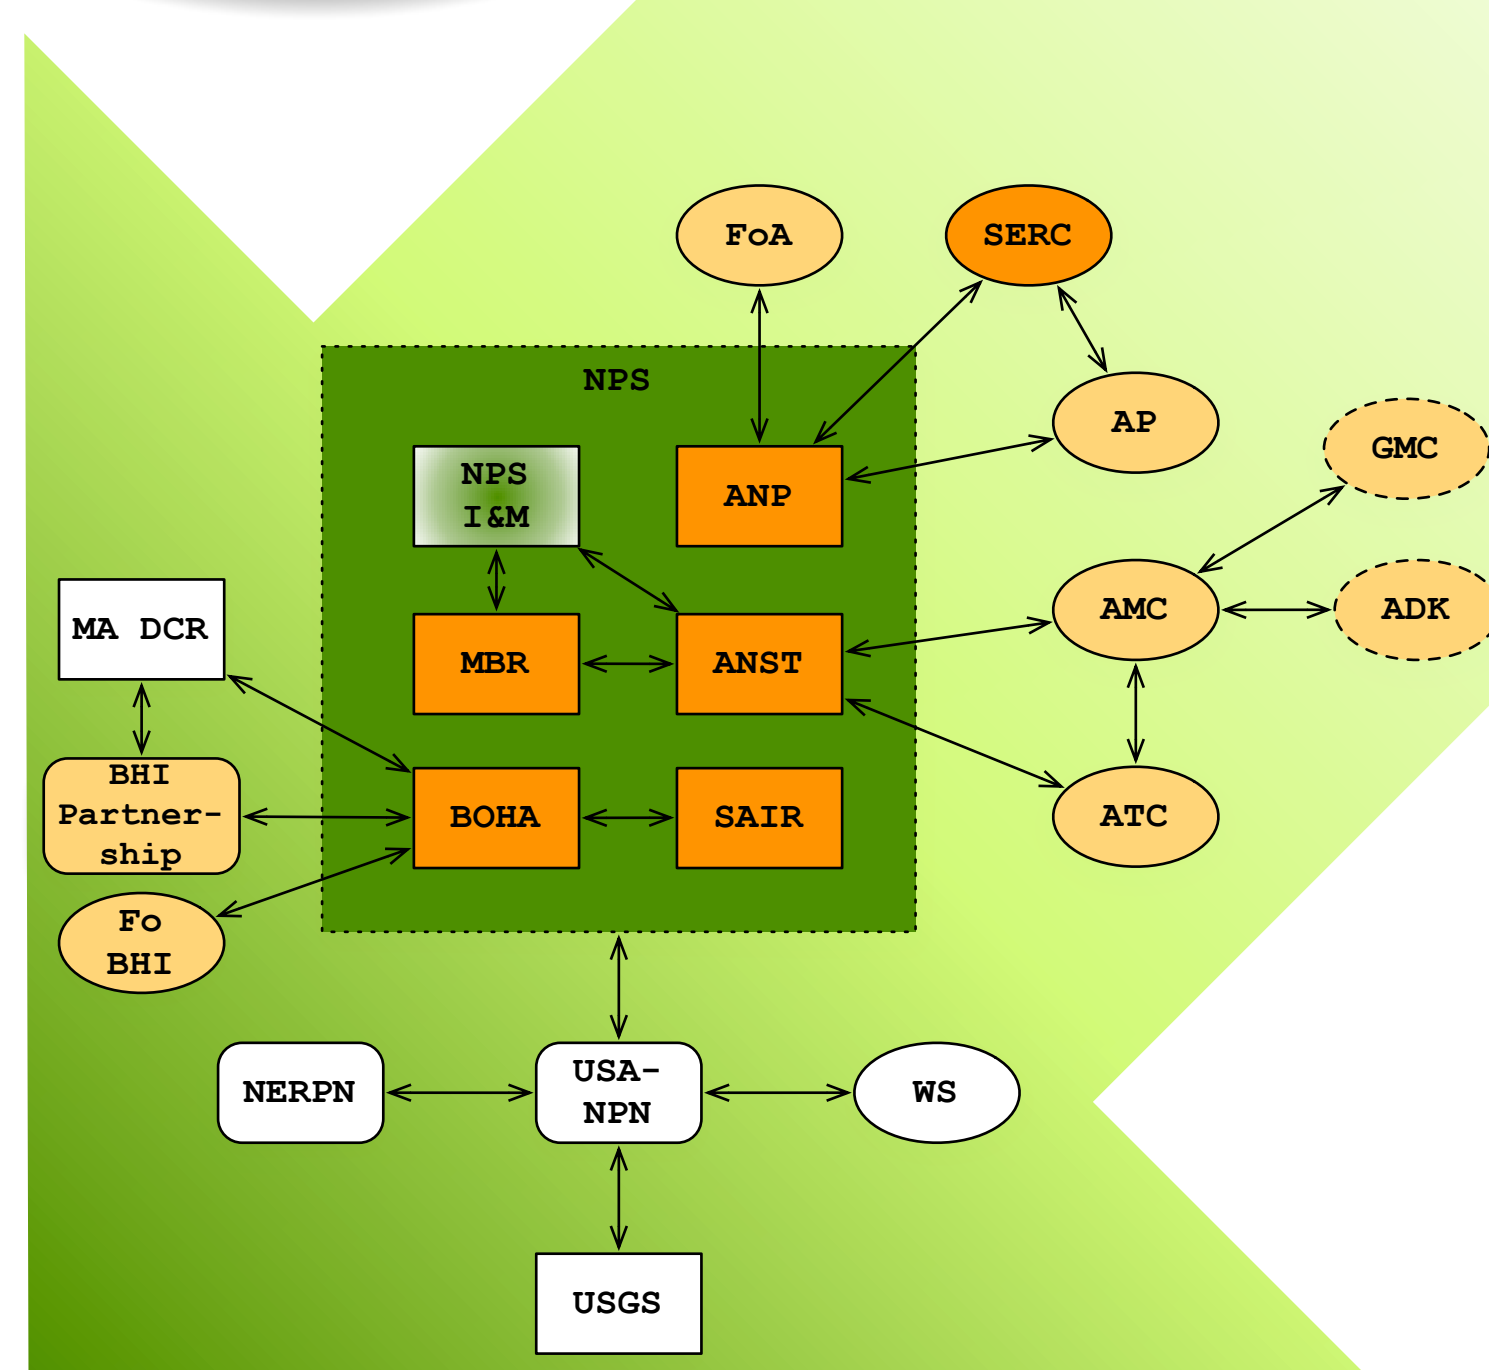 FoA
SERC
NPS
AP
GMC
NPS
I&M
ANP
MA DCR
MBR
ANST
AMC
ADK
BHI
Partner-
ship
BOHA
SAIR
ATC
Fo
BHI
NERPN
USA-
NPN
WS
USGS